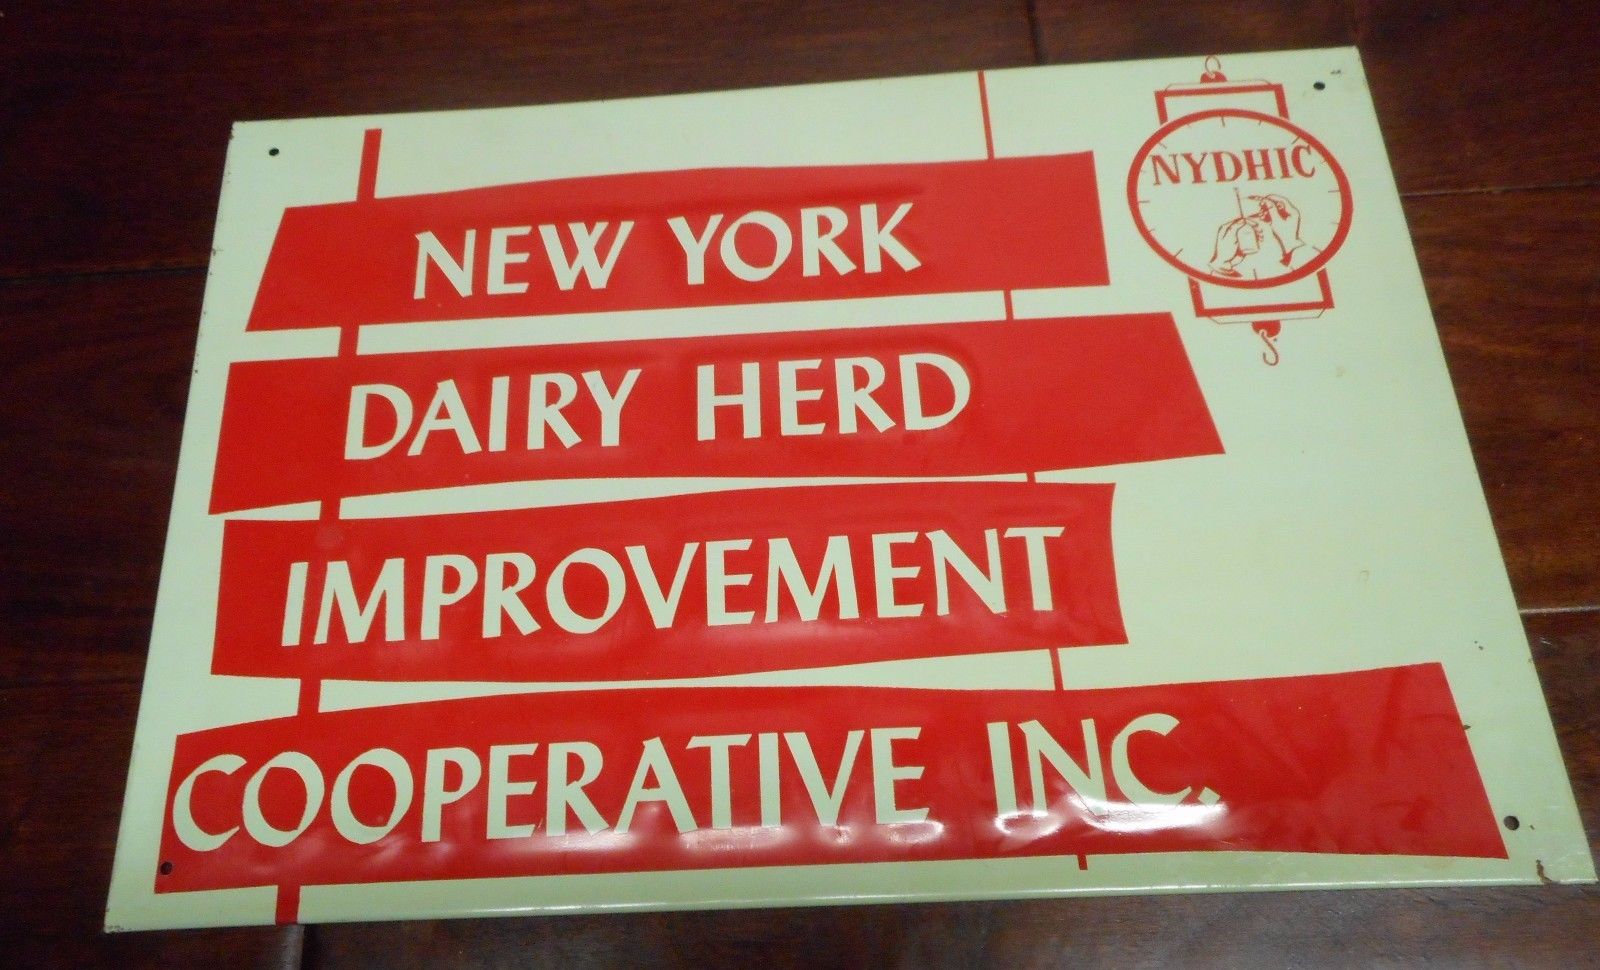 NYDHIC
NEW YORK
DAIRY HERD
IMPROVEMENT
COOPERATIVE INC.